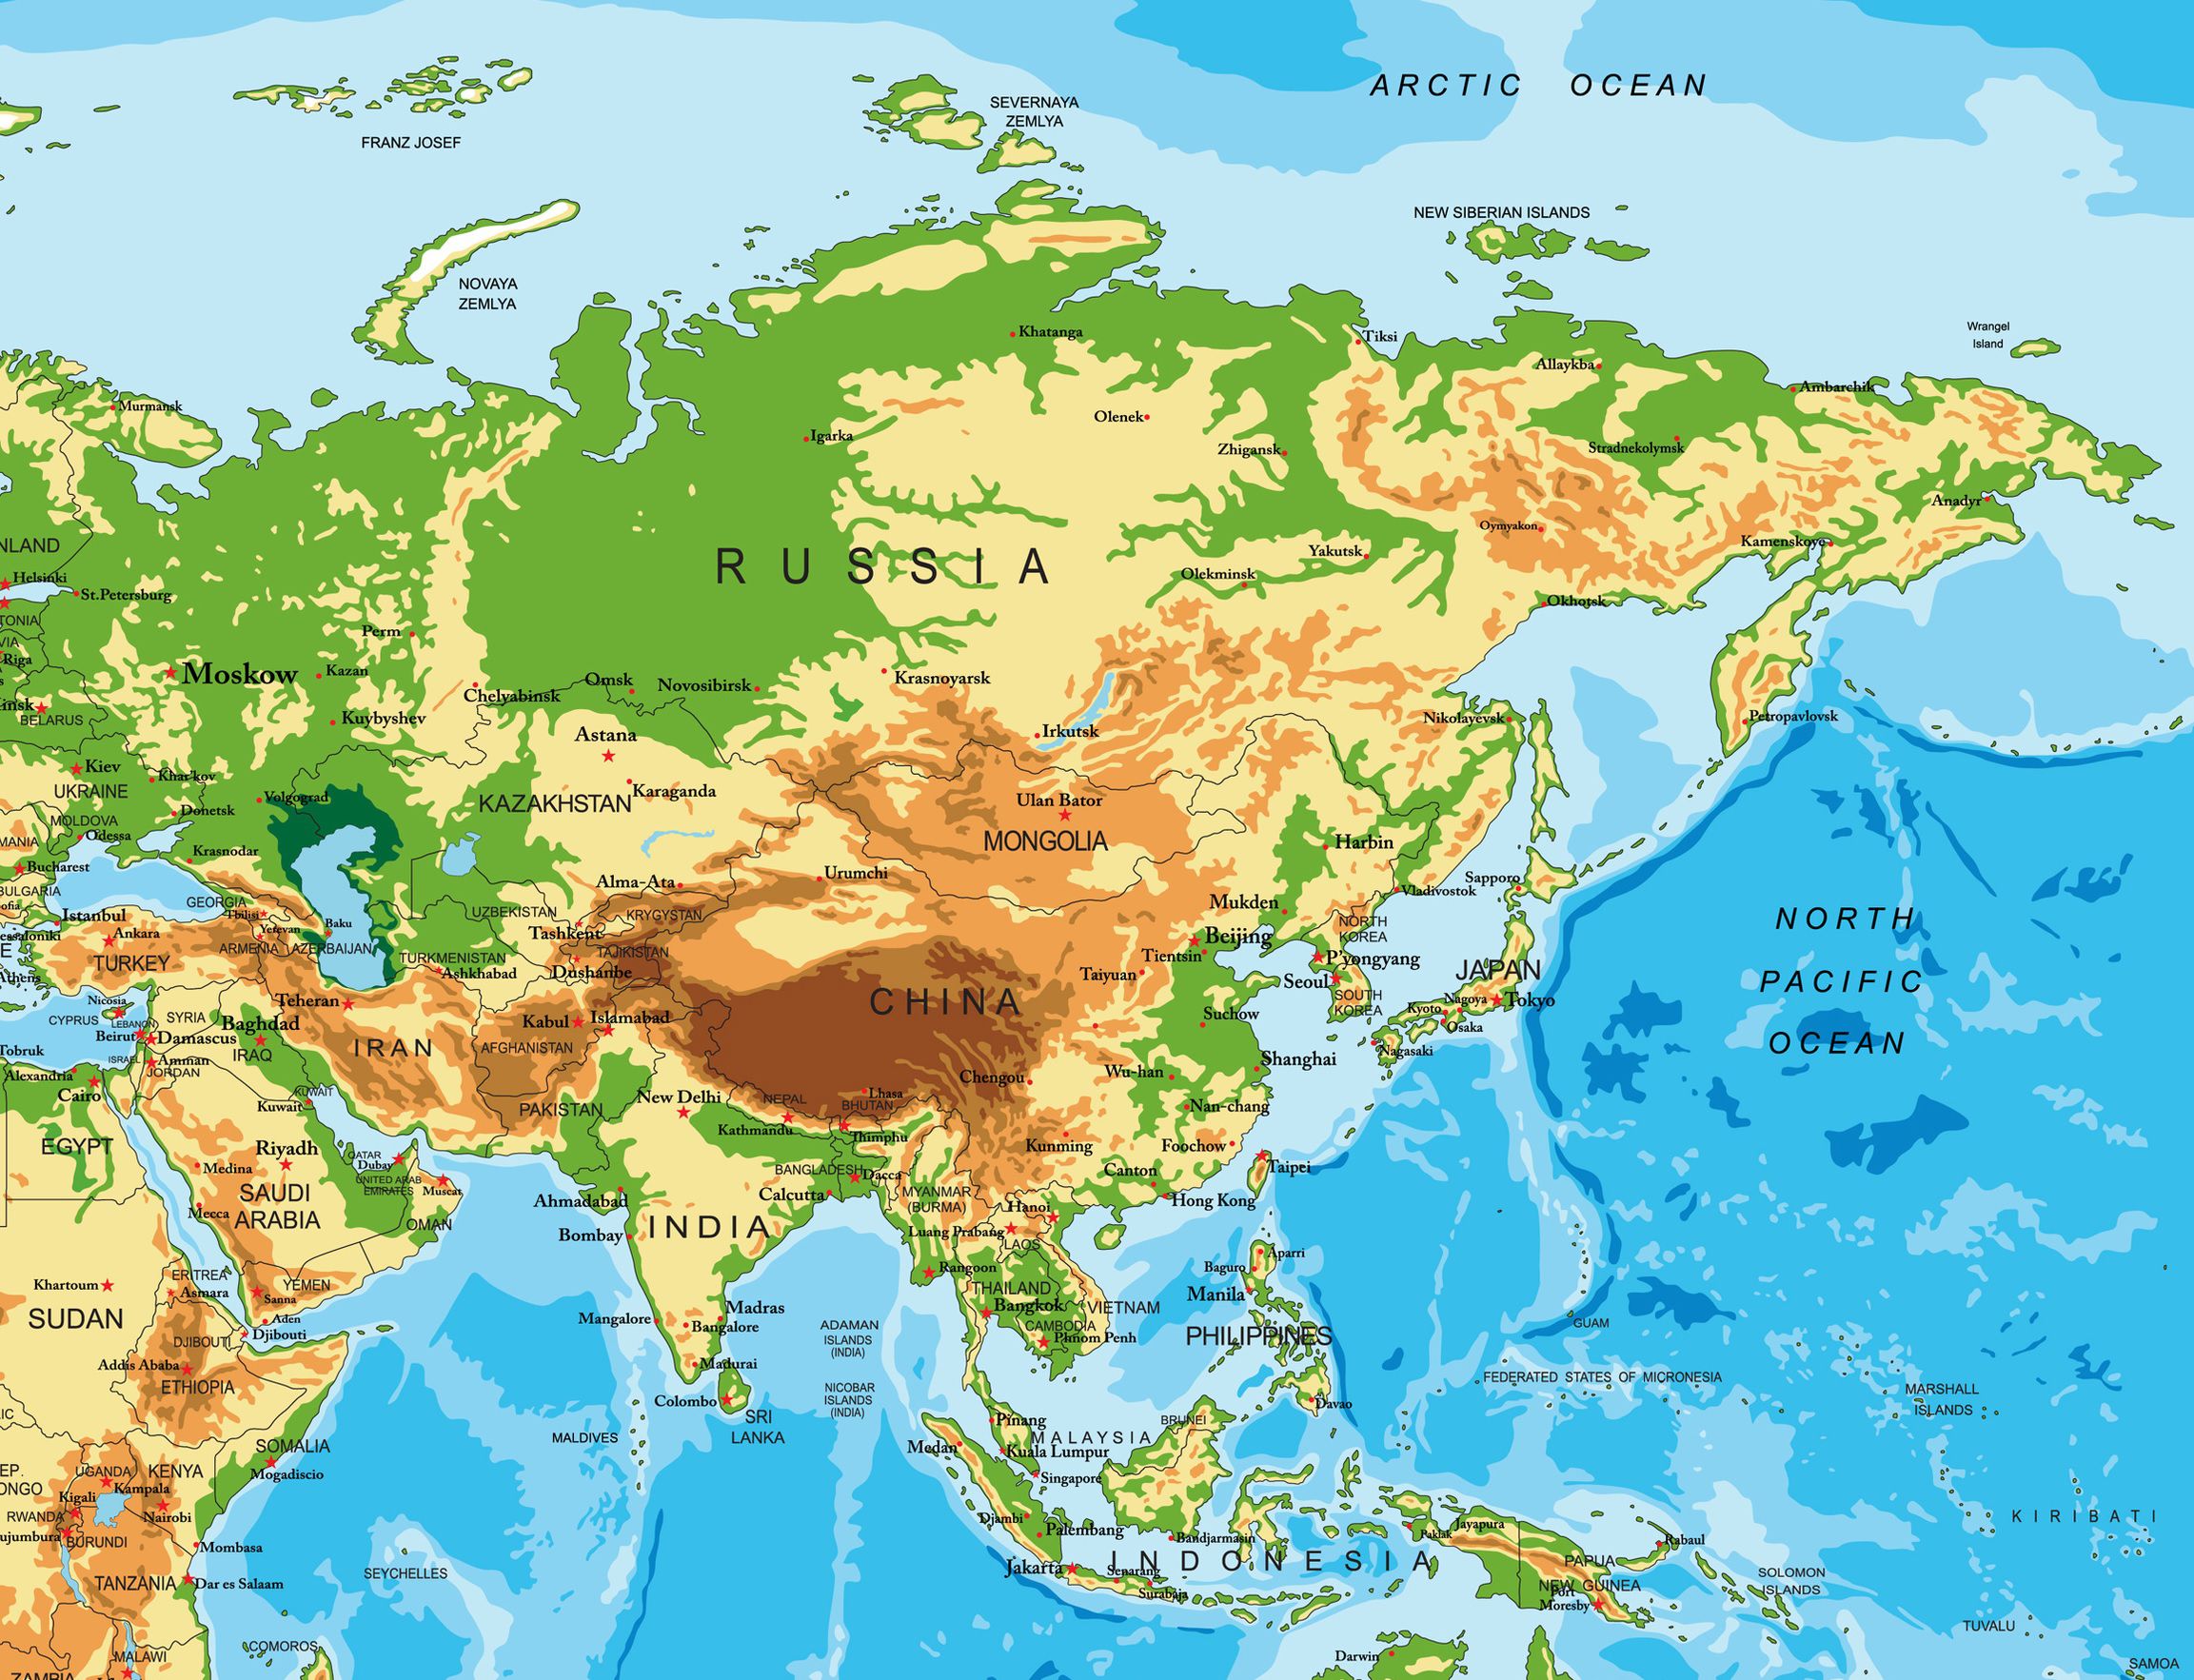 ARCTIC OCEAN
SEVERNAYA
ZEMLYA
FRANZ JOSEF
NEW SIBERIAN ISLANDS
NOVAYA
ZEMLYA
Wrangel
Island
Khatanga
Tiksi
Allaykba
Ambarchik
Murmansk
Igarka
Olenek
Zhigansk
Stradnekolymsk
Anadyr
Oymyakon
Kamenskoye
NLAND
Yakutsk
RUSSIA
Helsinki
Olekminsk
St.Petersburg
Okhotsk
TONIA
Perm
VIA
Riga
Moskow
Kazan
Krasnoyarsk
Omsk
Novosibirsk
Chelyabinsk
insk
BELARUS
Kuybyshev
Nikolayevsk
Petropavlovsk
Astana
Irkutsk
Kiev
Khar'kov
UKRAINE
Karaganda
Volgograd
KAZAKHSTAN
Ulan Bator
Donetsk
MOLDOVA
Odessa
MONGOLIA
MANIA
Harbin
Krasnodar
Bucharest
Urumchi
Alma-Ata
Sapporo
Vladivostok
BULGARIA
GEORGIA
Mukden
ofia
Tbilisi
UZBEKISTAN
KRYGYSTAN
Istanbul
NORTH
KOREA
NORTH
PACIFIC
OCEAN
Baku
Yerevan
Tashkent
Beijing
essaloniki
Ankara
ARMENIA
AZERBAIJAN
TAJIKISTAN
Tientsin
E
TURKEY
TURKMENISTAN
Ashkhabad
Dushanbe
P'yongyang
JAPAN
Athens
Taiyuan
Seoul
SOUTH
KOREA
Nicosia
Teheran
CHINA
Nagoya
Tokyo
Kyoto
Osaka
CYPRUS
LEBANON
SYRIA
Baghdad
Kabul
Islamabad
Suchow
Beirut
Damascus
IRAQ
IRAN
AFGHANISTAN
Tobruk
ISRAEL
Amman
JORDAN
Nagasaki
Shanghai
Alexandria
Cairo
Chengou
Wu-han
KUWAIT
Kuwait
New Delhi
NEPAL
Lhasa
BHUTAN
PAKISTAN
Nan-chang
Kathmandu
Thimphu
EGYPT
Riyadh
QATAR
Dubay
Kunming
Foochow
Medina
UNITED ARAB
EMIRATES
Muscat
BANGLADESH
Dacca
Canton
Taipei
SAUDI
ARABIA
Ahmadabad
Calcutta
MYANMAR
(BURMA)
Hanoi
Hong Kong
Mecca
OMAN
Bombay
INDIA
Luang Prabang
LAOS
Aparri
Baguro
ERITREA
Asmara
YEMEN
Sanna
Rangoon
Khartoum
THAILAND
Manila
SUDAN
Aden
Madras
Bangkok
VIETNAM
Mangalore
Bangalore
ADAMAN
ISLANDS
(INDIA)
CAMBODIA
Phnom Penh
PHILIPPINES
GUAM
DJIBOUTI
Djibouti
Addis Ababa
ETHIOPIA
Madurai
FEDERATED STATES OF MICRONESIA
NICOBAR
ISLANDS
(INDIA)
MARSHALL
ISLANDS
Colombo
SRI
LANKA
Davao
IC
Pinang
BRUNEI
MALDIVES
MALAYSIA
SOMALIA
Medan
Kuala Lumpur
EP.
ONGO
UGANDA
KENYA
Mogadiscio
Singapore
Kampala
Kigali
RWANDA
Nairobi
Djambi
Palembang
Bandjarmasin
Paklak
Jayapura
KIRIBATI
ujumbura
BURUNDI
Mombasa
Rabaul
Jakarta
INDONESIA
PAPUA
NEW GUINEA
SEYCHELLES
Semarang
Surabaja
SOLOMON
ISLANDS
TANZANIA
Dar es Salaam
Port
Moresby
TUVALU
COMOROS
MALAWI
Darwin
SAMOA
ZAMBIA